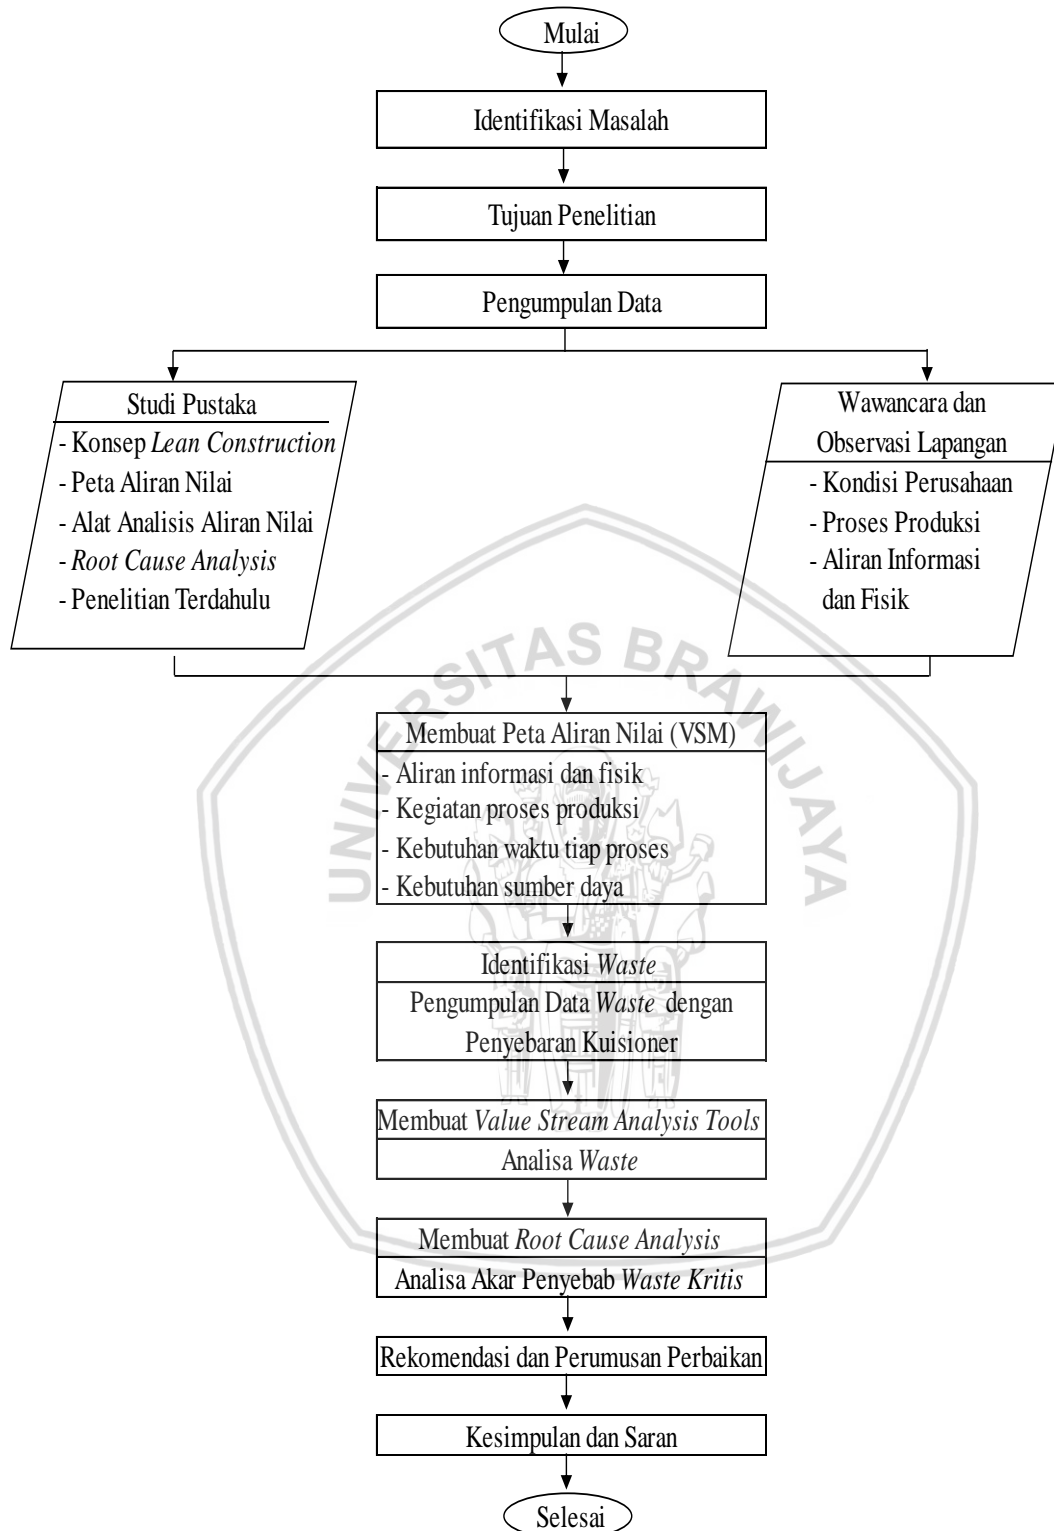 Mulai
Identifikasi Masalah
Tujuan Penelitian
Pengumpulan Data
Studi Pustaka
- Konsep Lean Construction
- Peta Aliran Nilai
- Alat Analisis Aliran Nilai
- Root Cause Analysis
- Penelitian Terdahulu
Wawancara dan
Observasi Lapangan
- Kondisi Perusahaan
- Proses Produksi
- Aliran Informasi
dan Fisik
UNIVERSITAS BRAWIJAYA
Membuat Peta Aliran Nilai (VSM)
- Aliran informasi dan fisik
- Kegiatan proses produksi
- Kebutuhan waktu tiap proses
- Kebutuhan sumber daya
Identifikasi Waste
Pengumpulan Data Waste dengan
Penyebaran Kuisioner
Membuat Value Stream Analysis Tools
Analisa Waste
Membuat Root Cause Analysis
Analisa Akar Penyebab Waste Kritis
Rekomendasi dan Perumusan Perbaikan
Kesimpulan dan Saran
Selesai